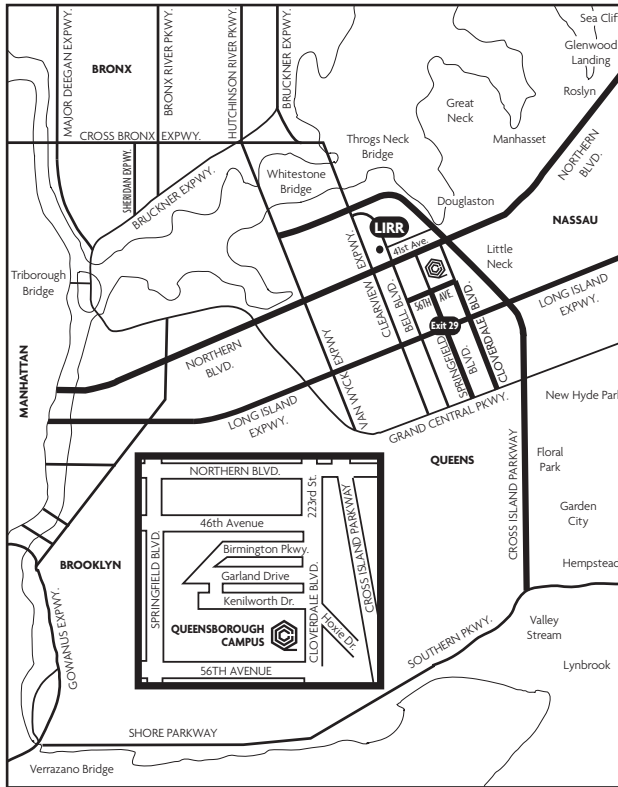 Sea Cliff
Glenwood
Landing
Roslyn
MAJOR DEEGAN EXPWY.
BRONX
BRONX RIVER PKWY.
HUTCHINSON RIVER PKWY.
BRUCKNER EXPWY.
Great
Neck
Manhasset
CROSS BRONX EXPWY.
SHERIDAN EXPWY.
BRUCKNER EXPWY.
Throgs Neck
Bridge
Whitestone
Bridge
NORTHERN
BLVD.
Douglaston
NASSAU
LIRR
41st Ave.
Little
Neck
Triborough
Bridge
CLEARVIEW EXPWY.
BELL BLVD.
56TH AVE.
Exit 29
SPRINGFIELD
BLVD.
CLOVERDALE BLVD.
LONG ISLAND
EXPWY.
NORTHERN
BLVD.
VAN WYCK EXPWY
MANHATTAN
LONG ISLAND
EXPWY.
GRAND CENTRAL PKWY.
New Hyde Park
QUEENS
Floral
Park
CROSS ISLAND PARKWAY
Garden
City
Hempstead
BROOKLYN
GOWANUS EXPWY.
NORTHERN BLVD.
223rd St.
CROSS ISLAND PARKWAY
46th Avenue
SPRINGFIELD BLVD.
Birmington Pkwy.
Garland Drive
Kenilworth Dr.
CLOVERDALE BLVD.
QUEENSBOROUGH
CAMPUS
Hoxie Dr.
56TH AVENUE
SOUTHERN PKWY.
Valley
Stream
Lynbrook
SHORE PARKWAY
Verrazano Bridge